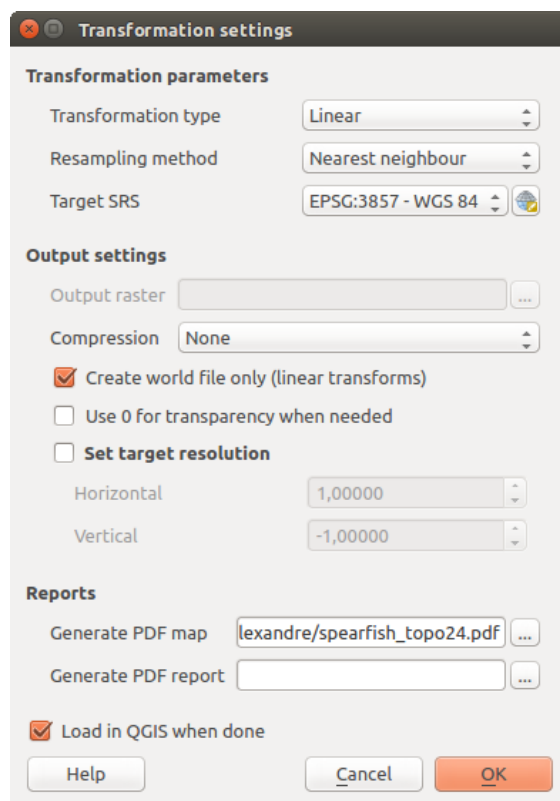 Transformation settings
Transformation parameters
Transformation type Linear
Resampling method Nearest neighbour
Target SRS EPSG:3857 - WGS 84
Output settings
Output raster ...
Compression None
Create world file only (linear transforms)
Use 0 for transparency when needed
Set target resolution
Horizontal 1,00000
Vertical -1,00000
Reports
Generate PDF map lexandre/spearfish_topo24.pdf ...
Generate PDF report ...
Load in QGIS when done
Help Cancel OK